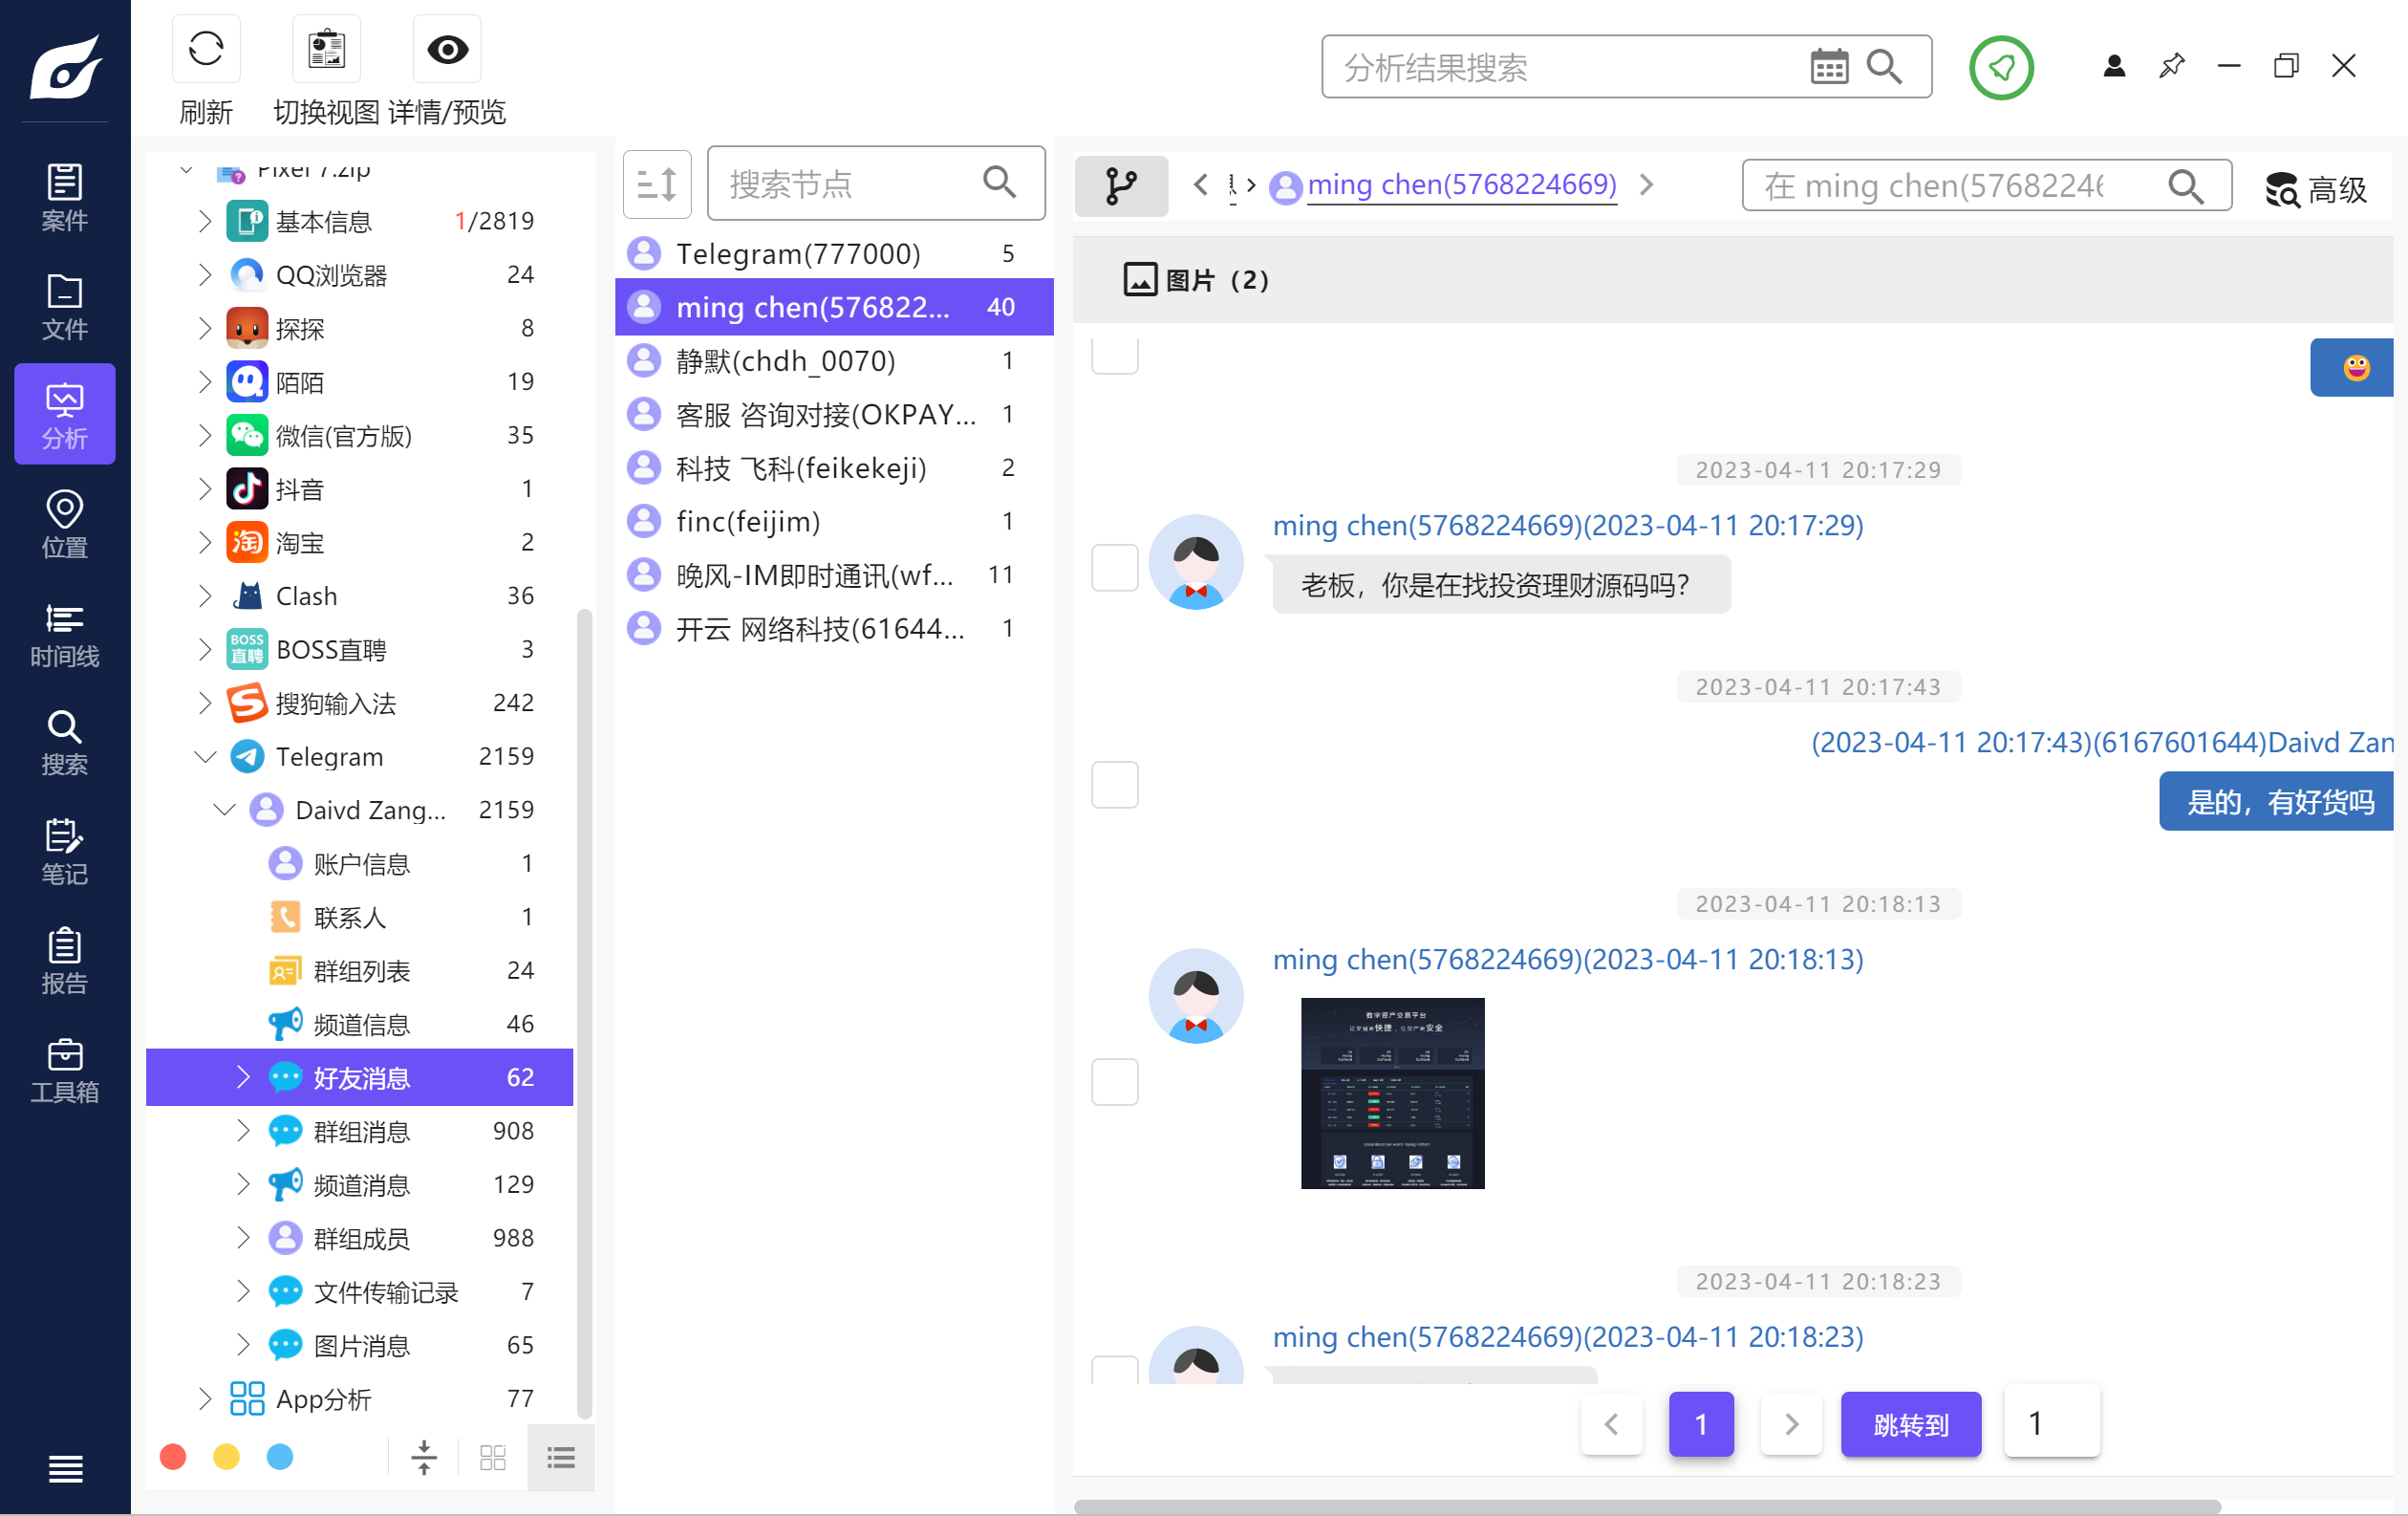 刷新
切换视图
详情/预览
分析结果搜索
案件
文件
分析
位置
时间线
搜索
笔记
报告
工具箱
Pixel 7.zip
基本信息 1/2819
QQ浏览器 24
探探 8
陌陌 19
微信(官方版) 35
抖音 1
淘宝 2
Clash 36
BOSS直聘 3
搜狗输入法 242
Telegram 2159
Daivd Zang... 2159
账户信息 1
联系人 1
群组列表 24
频道信息 46
好友消息 62
群组消息 908
频道消息 129
群组成员 988
文件传输记录 7
图片消息 65
App分析 77
搜索节点
Telegram(777000) 5
ming chen(576822... 40
静默(chdh_0070) 1
客服 咨询对接(OKPAY... 1
科技 飞科(feikekeji) 2
finc(feijim) 1
晚风-IM即时通讯(wf... 11
开云 网络科技(61644... 1
ming chen(5768224669)
在 ming chen(5768224
高级
图片（2）
2023-04-11 20:17:29
ming chen(5768224669)(2023-04-11 20:17:29)
老板，你是在找投资理财源码吗？
2023-04-11 20:17:43
(2023-04-11 20:17:43)(6167601644)Daivd Zan
是的，有好货吗
2023-04-11 20:18:13
ming chen(5768224669)(2023-04-11 20:18:13)
数字资产交易平台
2023-04-11 20:18:23
ming chen(5768224669)(2023-04-11 20:18:23)
1
跳转到
1